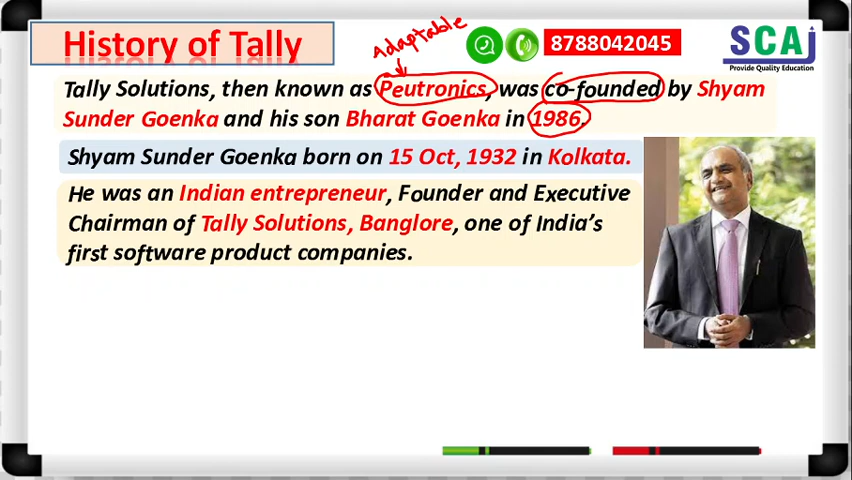 History of Tally
Adaptable
8788042045
SCAI
Provide Quality Education
Tally Solutions, then known as Peutronics, was co-founded by Shyam
Sunder Goenka and his son Bharat Goenka in 1986.
Shyam Sunder Goenka born on 15 Oct, 1932 in Kolkata.
He was an Indian entrepreneur, Founder and Executive
Chairman of Tally Solutions, Banglore, one of India's
first software product companies.